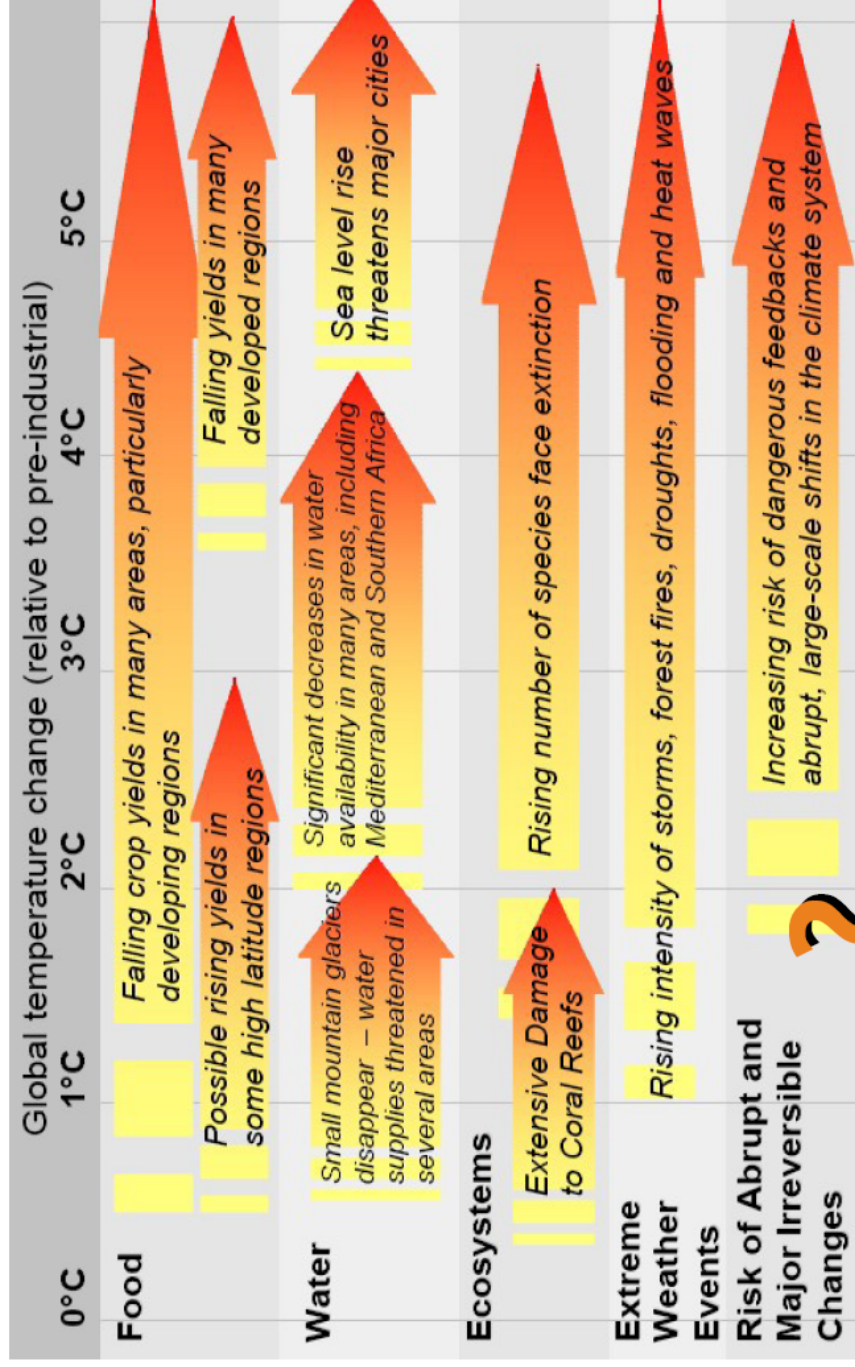 Global temperature change (relative to pre-industrial)
0°C 1°C 2°C 3°C 4°C 5°C
Food
Falling crop yields in many areas, particularly
developing regions
Possible rising yields in
some high latitude regions
Falling yields in many
developed regions
Water
Small mountain glaciers
disappear – water
supplies threatened in
several areas
Significant decreases in water
availability in many areas, including
Mediterranean and Southern Africa
Sea level rise
threatens major cities
Ecosystems
Extensive Damage
to Coral Reefs
Rising number of species face extinction
Extreme
Weather
Events
Rising intensity of storms, forest fires, droughts, flooding and heat waves
Risk of Abrupt and
Major Irreversible
Changes
Increasing risk of dangerous feedbacks and
abrupt, large-scale shifts in the climate system
?